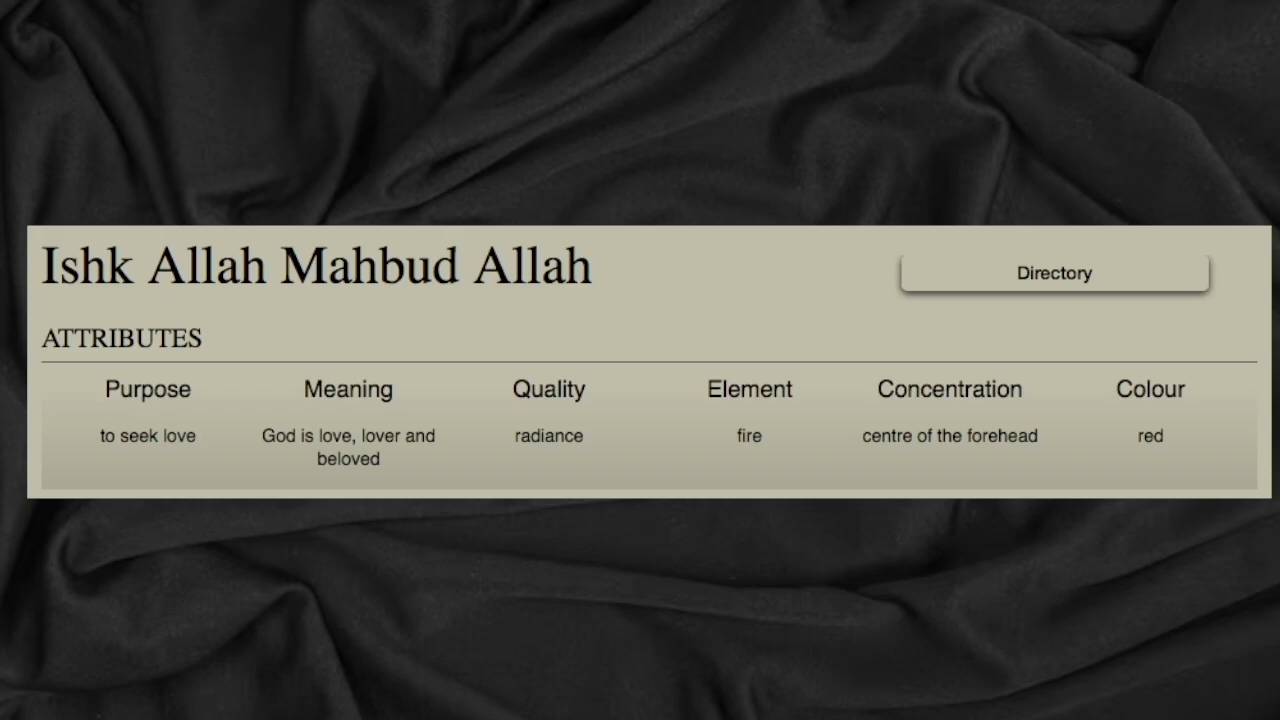 Ishk Allah Mahbud Allah
Directory
ATTRIBUTES
Purpose Meaning Quality Element Concentration Colour
to seek love God is love, lover and radiance fire centre of the forehead red
beloved